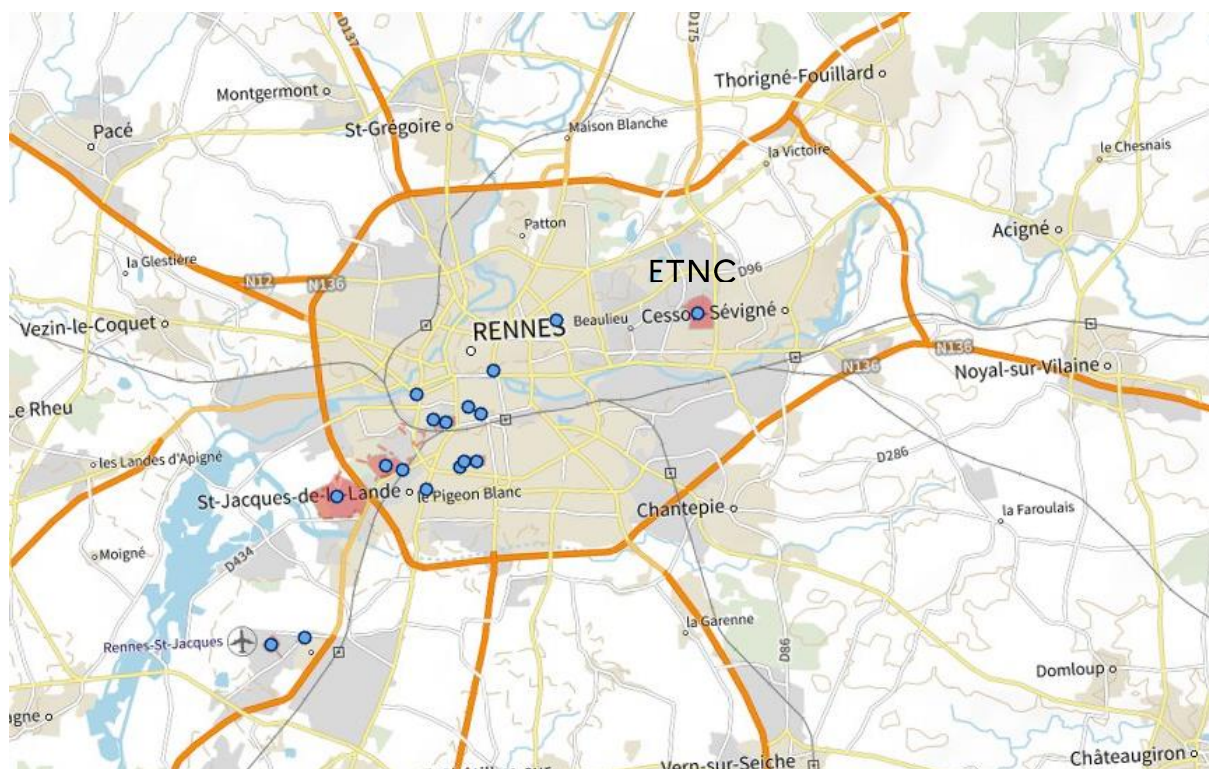 D137
D175
Thorigné-Fouillard
Montgermont
St-Grégoire
Maison Blanche
Pacé
la Victoire
le Chesnais
Patton
Acigné
la Glestière
ETNC
D96
N12
N136
Vezin-le-Coquet
RENNES
Beaulieu
Cesson-Sévigné
N136
N136
Noyal-sur-Vilaine
Le Rheu
les Landes d'Apigné
D286
St-Jacques-de-la-Lande
le Pigeon Blanc
Chantepie
la Faroulais
Moigné
D434
la Garenne
Rennes-St-Jacques
D86
Domloup
agne
Vern-sur-Seiche
Châteaugiron